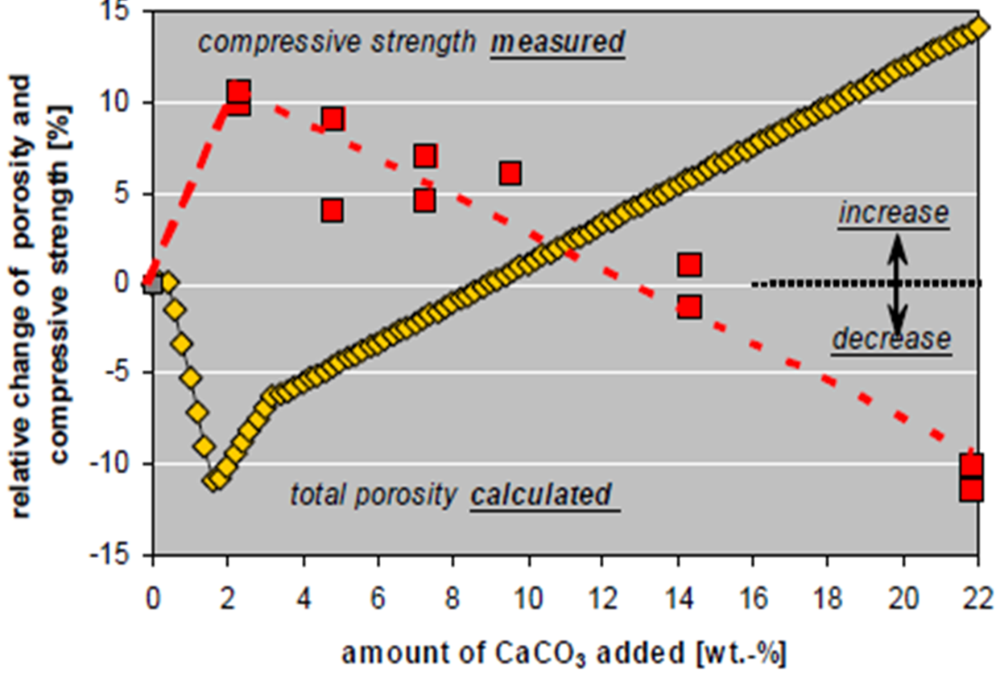 relative change of porosity and
compressive strength [%]
15
10
5
0
-5
-10
-15
compressive strength measured
increase
decrease
total porosity calculated
0 2 4 6 8 10 12 14 16 18 20 22
amount of CaCO₃ added [wt.-%]